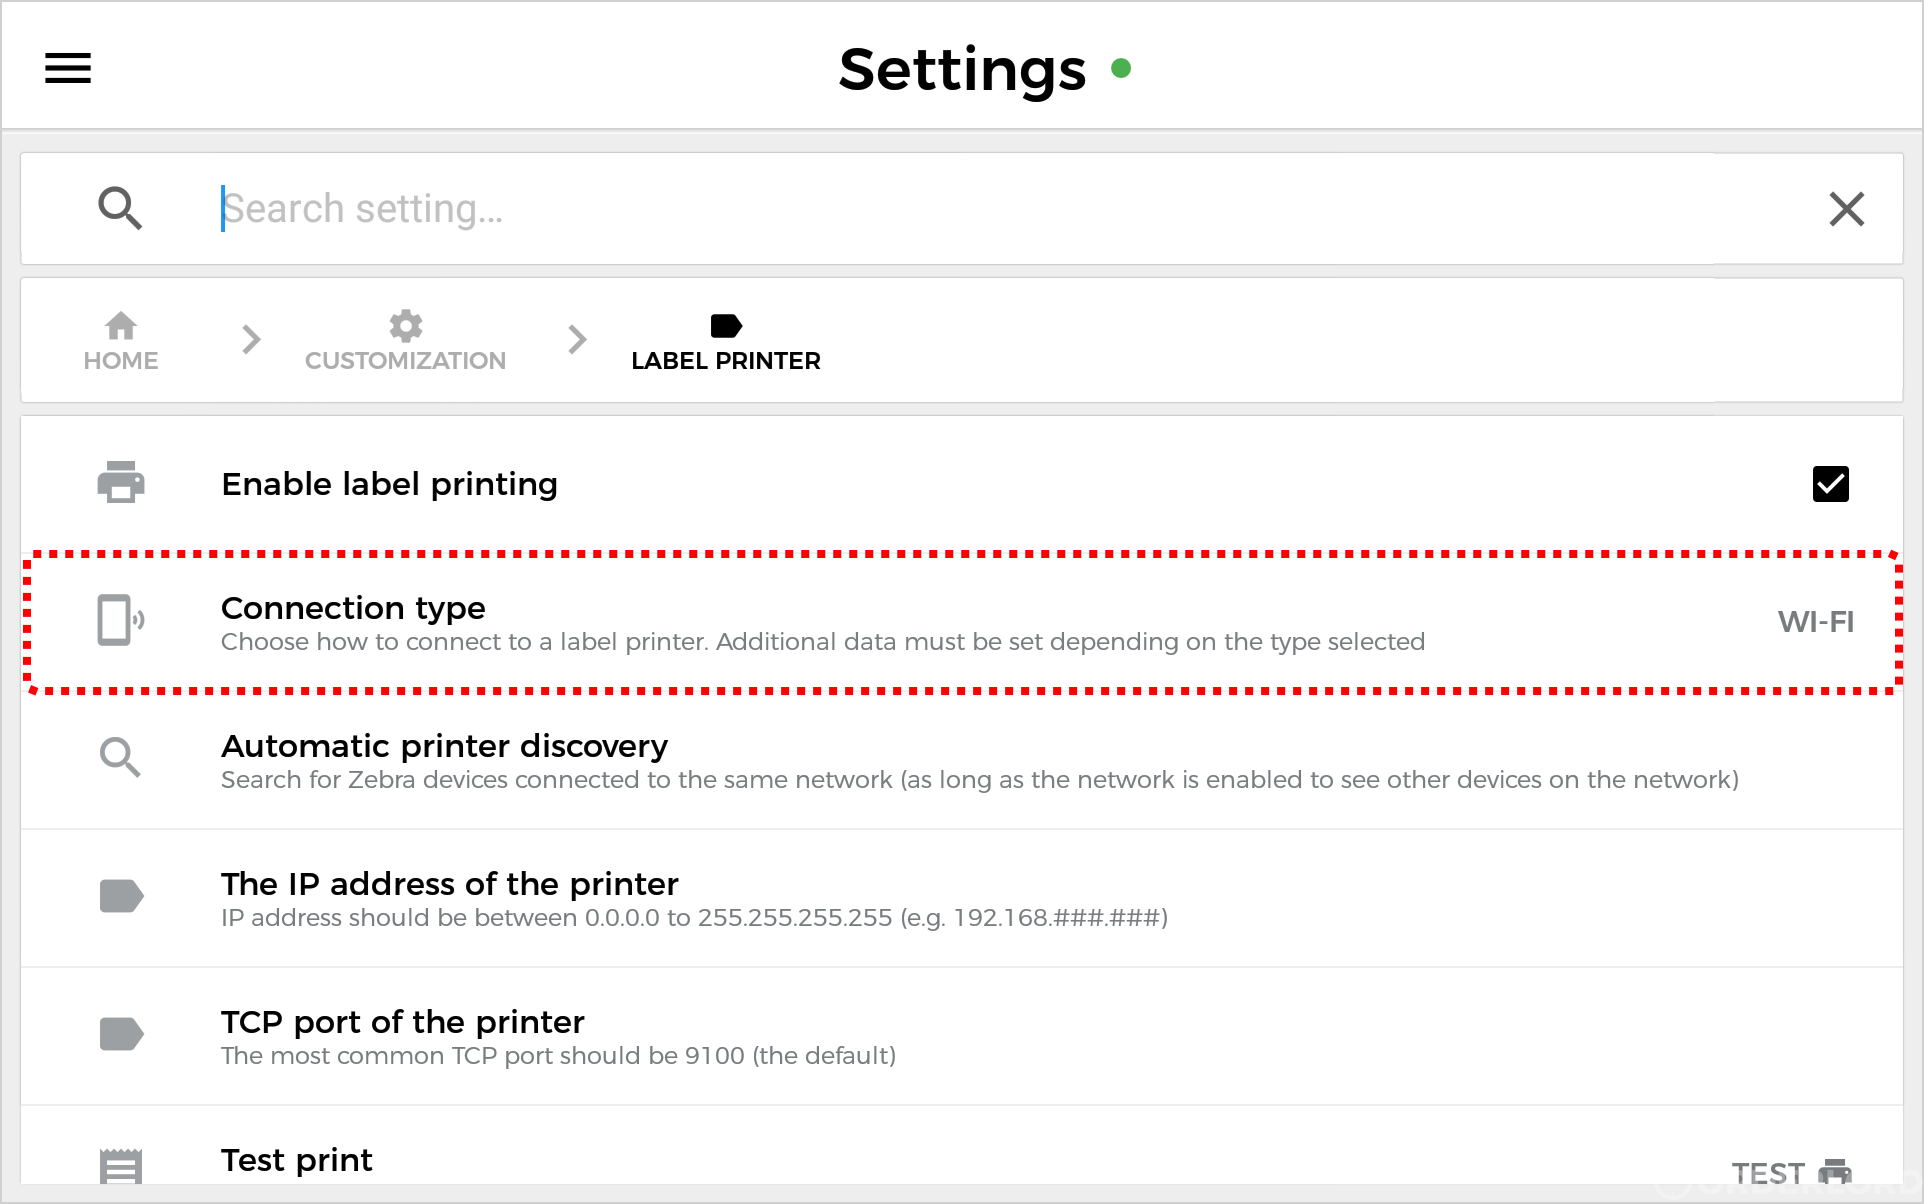 Settings
Search setting...
HOME
CUSTOMIZATION
LABEL PRINTER
Enable label printing
Connection type
Choose how to connect to a label printer. Additional data must be set depending on the type selected
WI-FI
Automatic printer discovery
Search for Zebra devices connected to the same network (as long as the network is enabled to see other devices on the network)
The IP address of the printer
IP address should be between 0.0.0.0 to 255.255.255.255 (e.g. 192.168.###.###)
TCP port of the printer
The most common TCP port should be 9100 (the default)
Test print
TEST